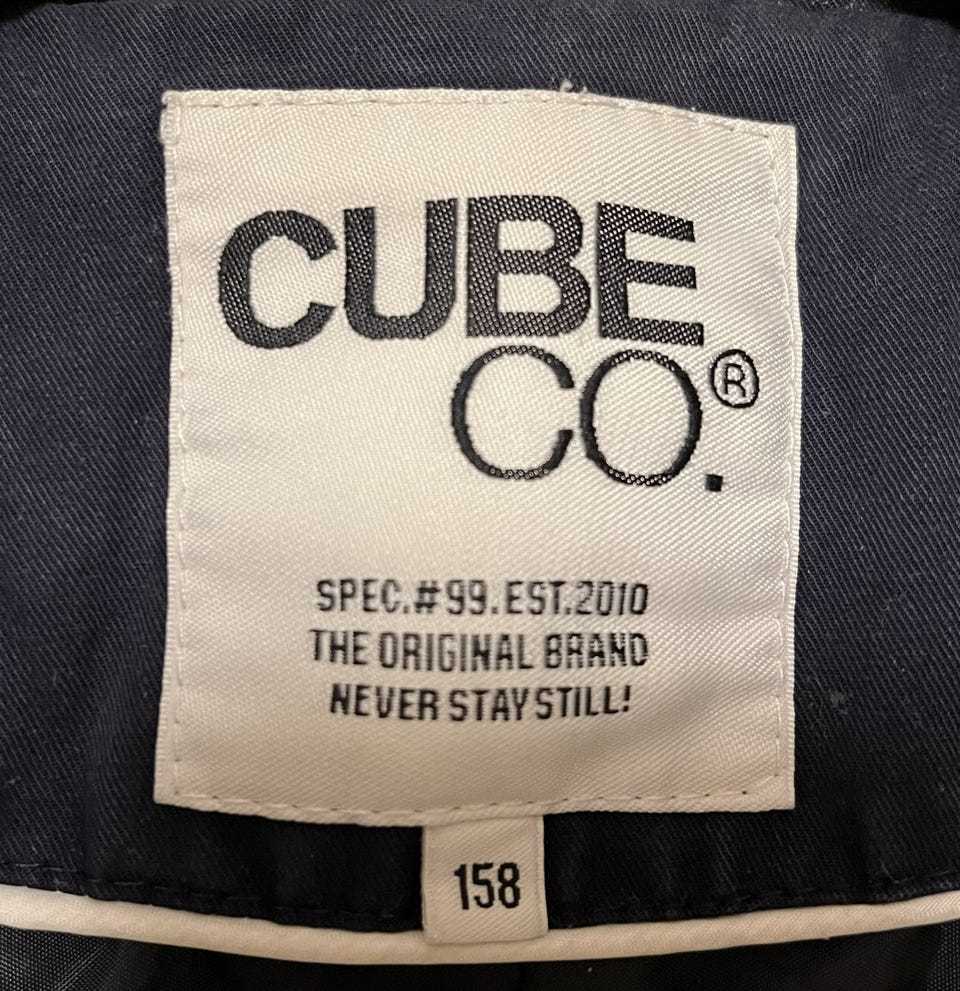 CUBE
CO.®
SPEC.#99.EST.2010
THE ORIGINAL BRAND
NEVER STAY STILL!
158